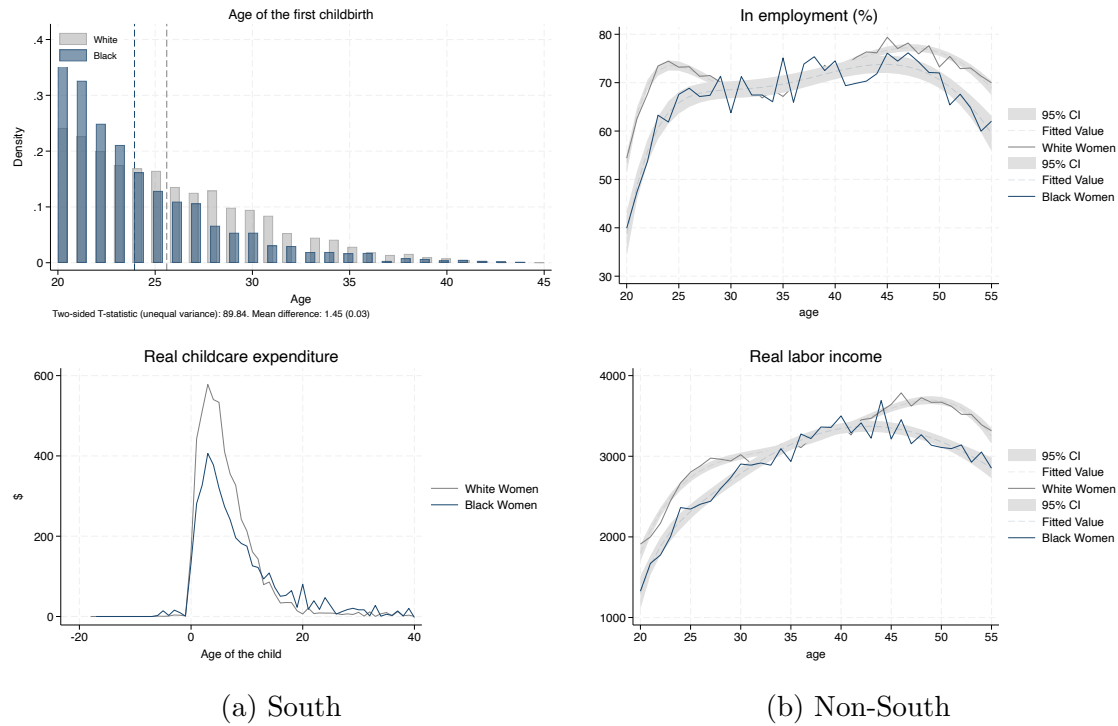 Age of the first childbirth
.4
.3
.2
.1
0
Density
White
Black
20 25 30 35 40 45
Age
Two-sided T-statistic (unequal variance): 89.84. Mean difference: 1.45 (0.03)
In employment (%)
80
70
60
50
40
30
20 25 30 35 40 45 50 55
age
95% CI
Fitted Value
White Women
95% CI
Fitted Value
Black Women
Real childcare expenditure
600
400
200
0
$
-20 0 20 40
Age of the child
White Women
Black Women
Real labor income
4000
3000
2000
1000
20 25 30 35 40 45 50 55
age
95% CI
Fitted Value
White Women
95% CI
Fitted Value
Black Women
(a) South
(b) Non-South